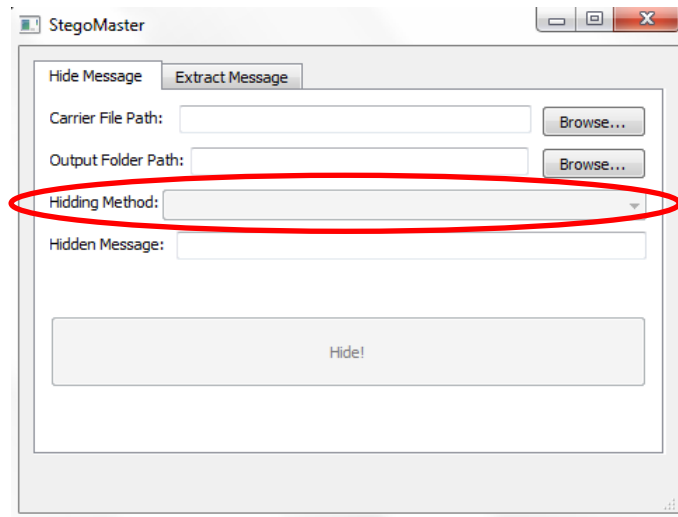 StegoMaster
Hide Message Extract Message
Carrier File Path: Browse...
Output Folder Path: Browse...
Hidding Method:
Hidden Message:
Hide!